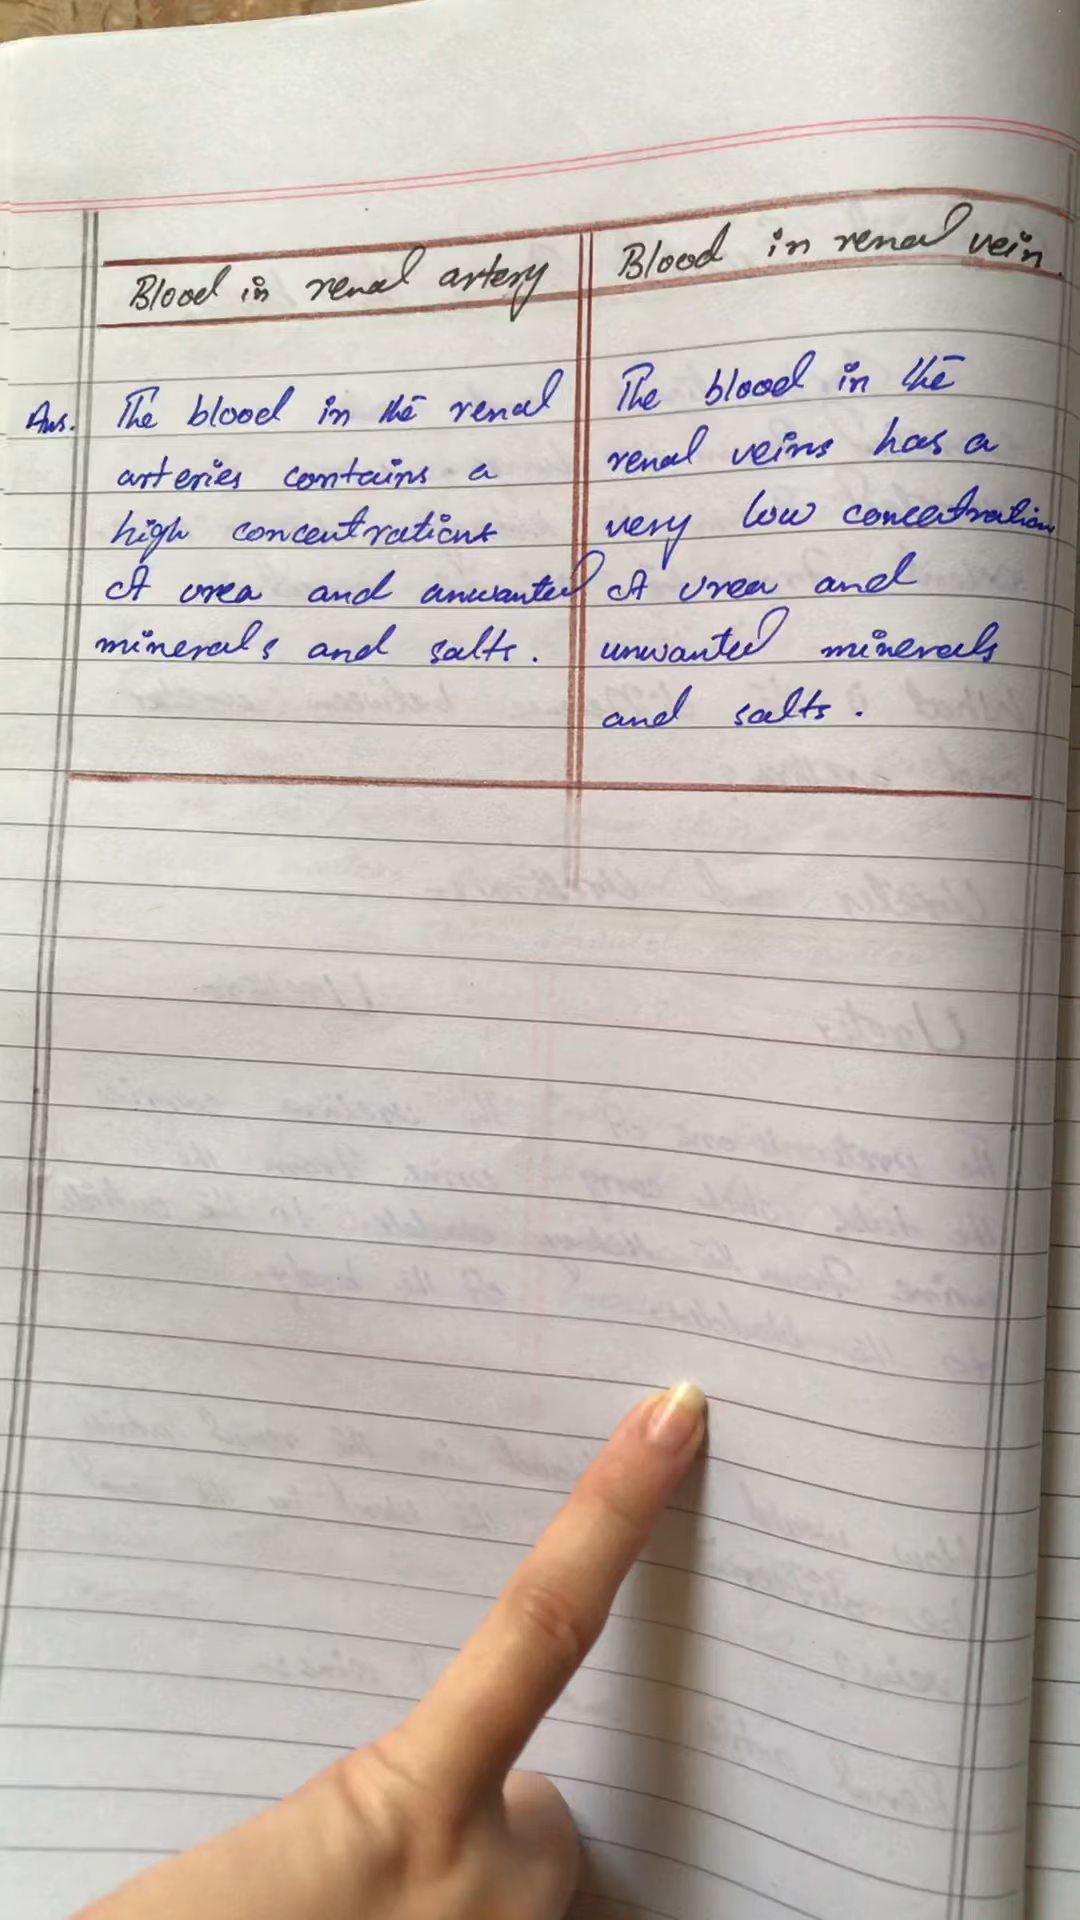 Blood in renal artery
Blood in renal vein.
Ans.
The blood in the renal
arteries contains a
high concentrations
of urea and unwanted
minerals and salts.
The blood in the
renal veins has a
very low concentration
of urea and
unwanted minerals
and salts.